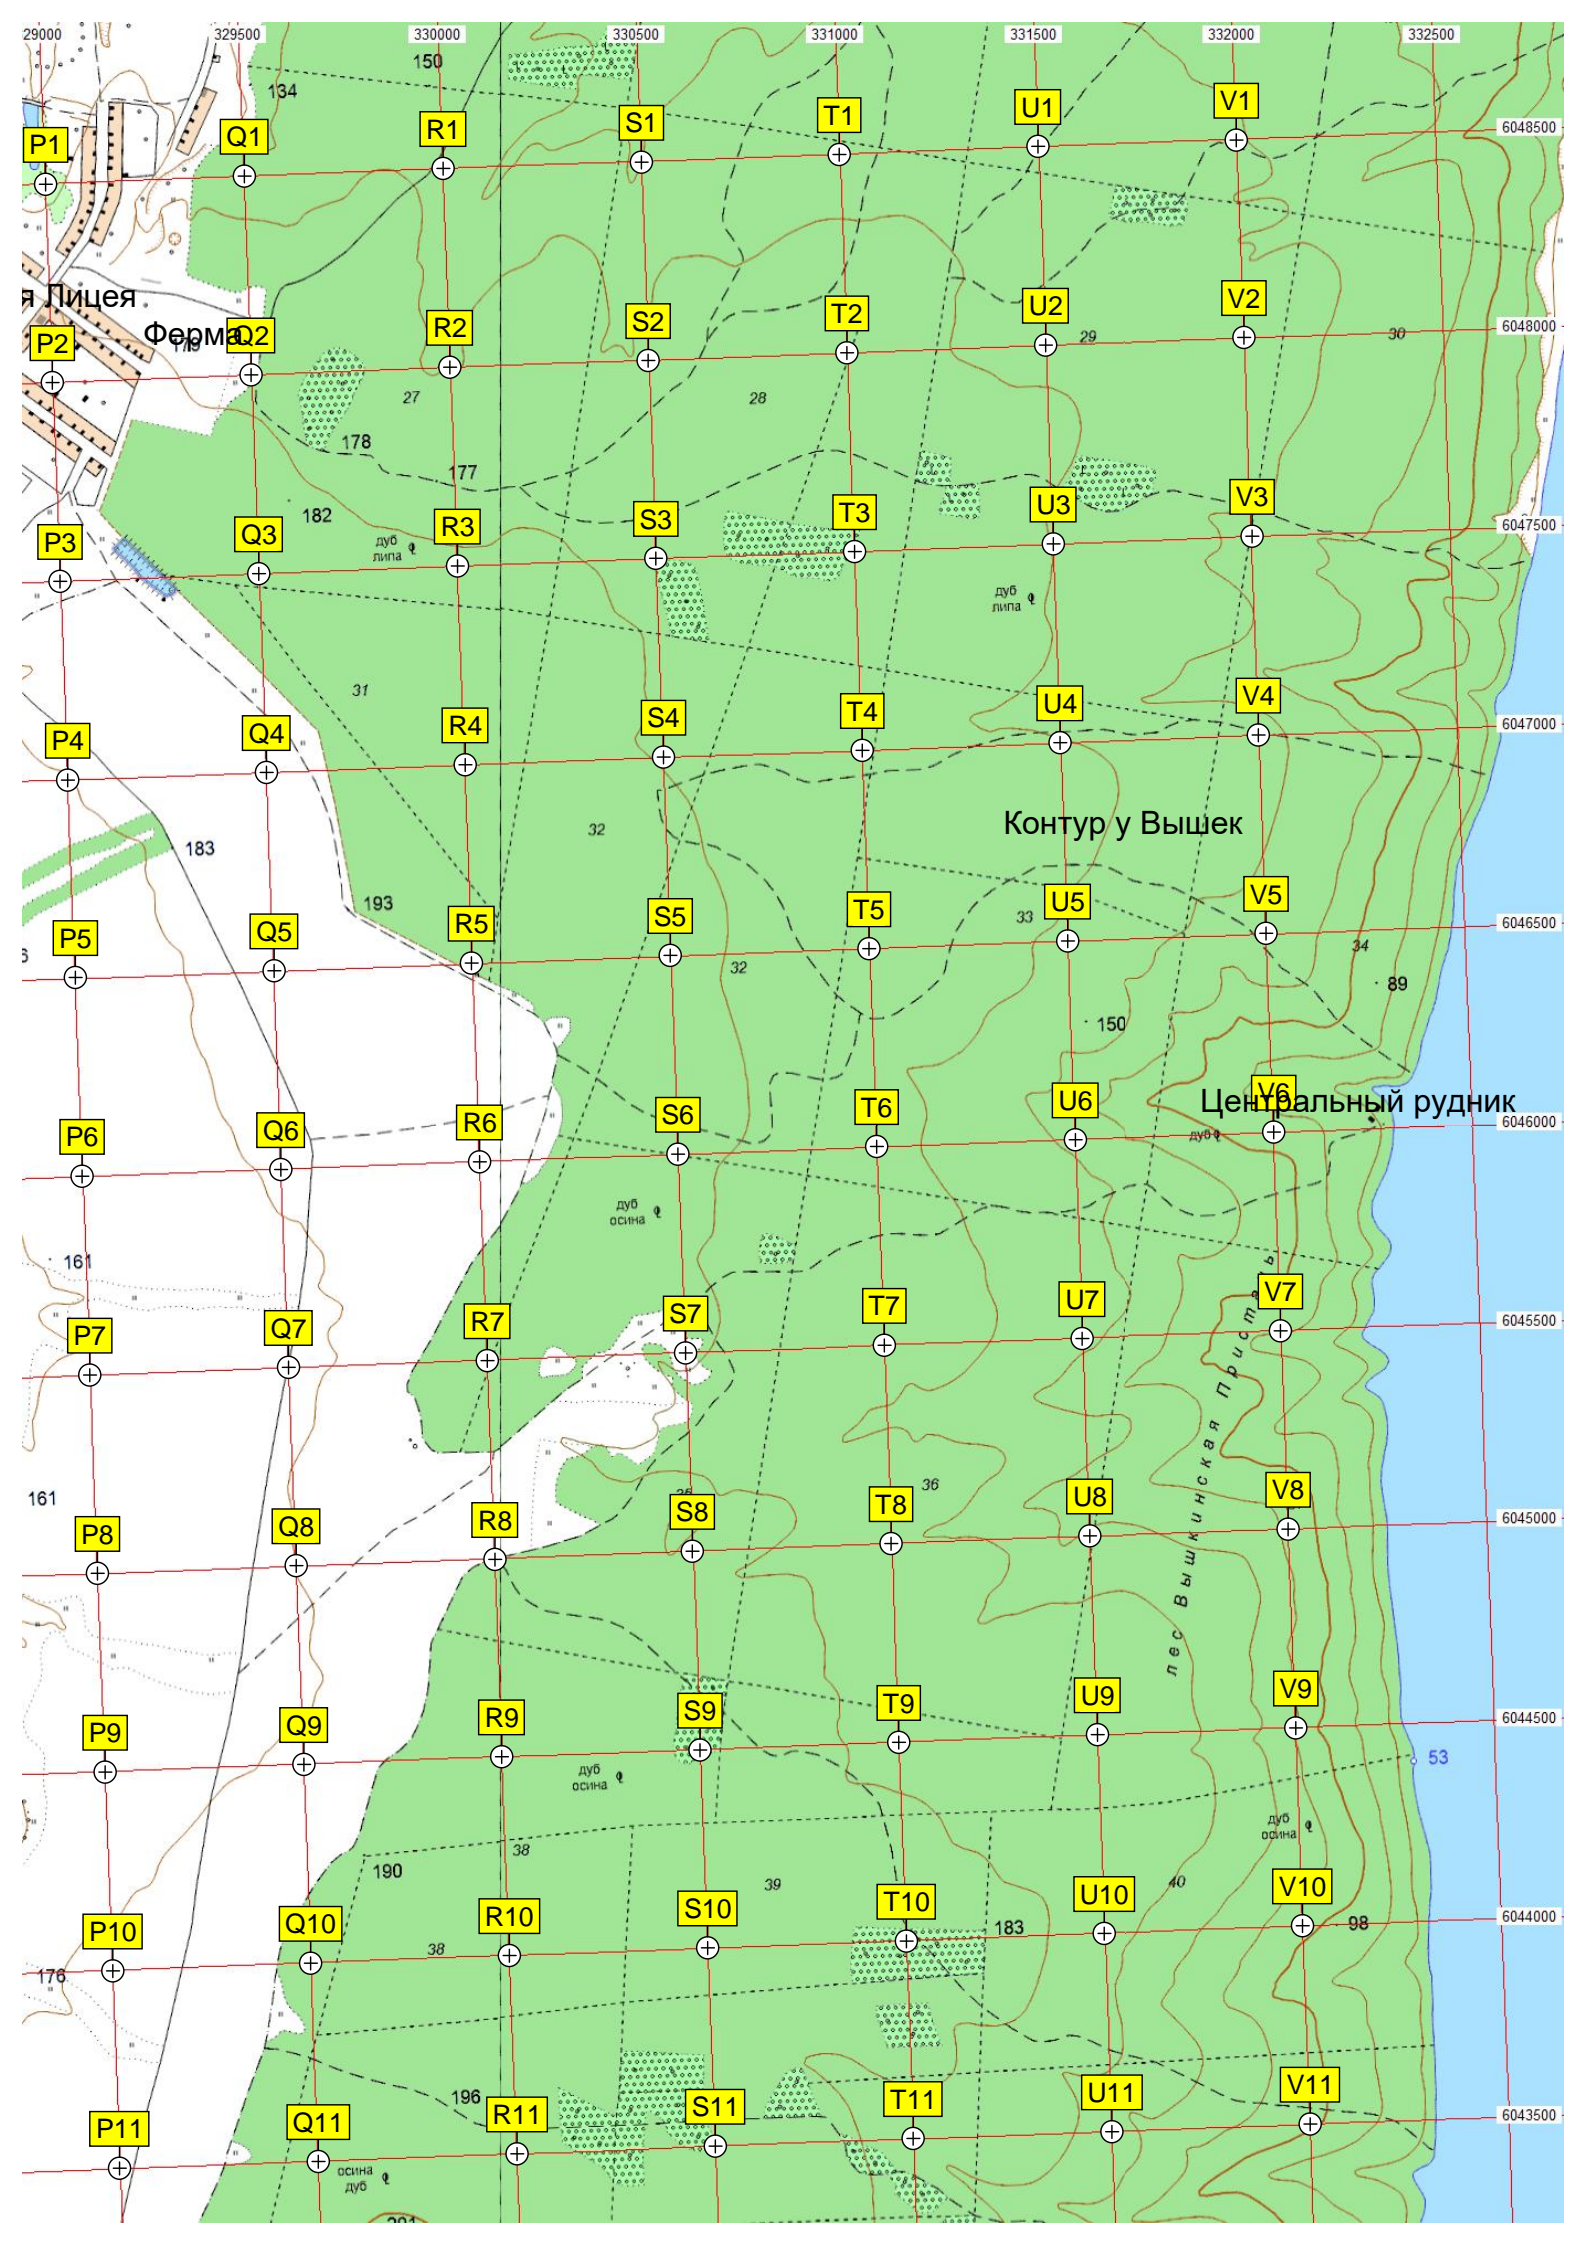 29000 329500 330000 330500 331000 331500 332000 332500
150
134
P1 Q1 R1 S1 T1 U1 V1 6048500
я Лицея
Ферма
P2 Q2 R2 S2 T2 U2 V2 6048000
29 30
27 28
178
177
182
дуб
липа
P3 Q3 R3 S3 T3 U3 V3 6047500
дуб
липа
31
P4 Q4 R4 S4 T4 U4 V4 6047000
Контур у Вышек
32
183
193
33
34
P5 Q5 R5 S5 T5 U5 V5 6046500
32
89
150
Центральный рудник
P6 Q6 R6 S6 T6 U6 V6 6046000
дуб
дуб
осина
161
P7 Q7 R7 S7 T7 U7 V7 6045500
лес Вышкинская Пристань
161
36
P8 Q8 R8 S8 T8 U8 V8 6045000
P9 Q9 R9 S9 T9 U9 V9 6044500
53
дуб
осина
дуб
осина
38
190
39
40
P10 Q10 R10 S10 T10 U10 V10 6044000
183
98
38
176
196
P11 Q11 R11 S11 T11 U11 V11 6043500
осина
дуб